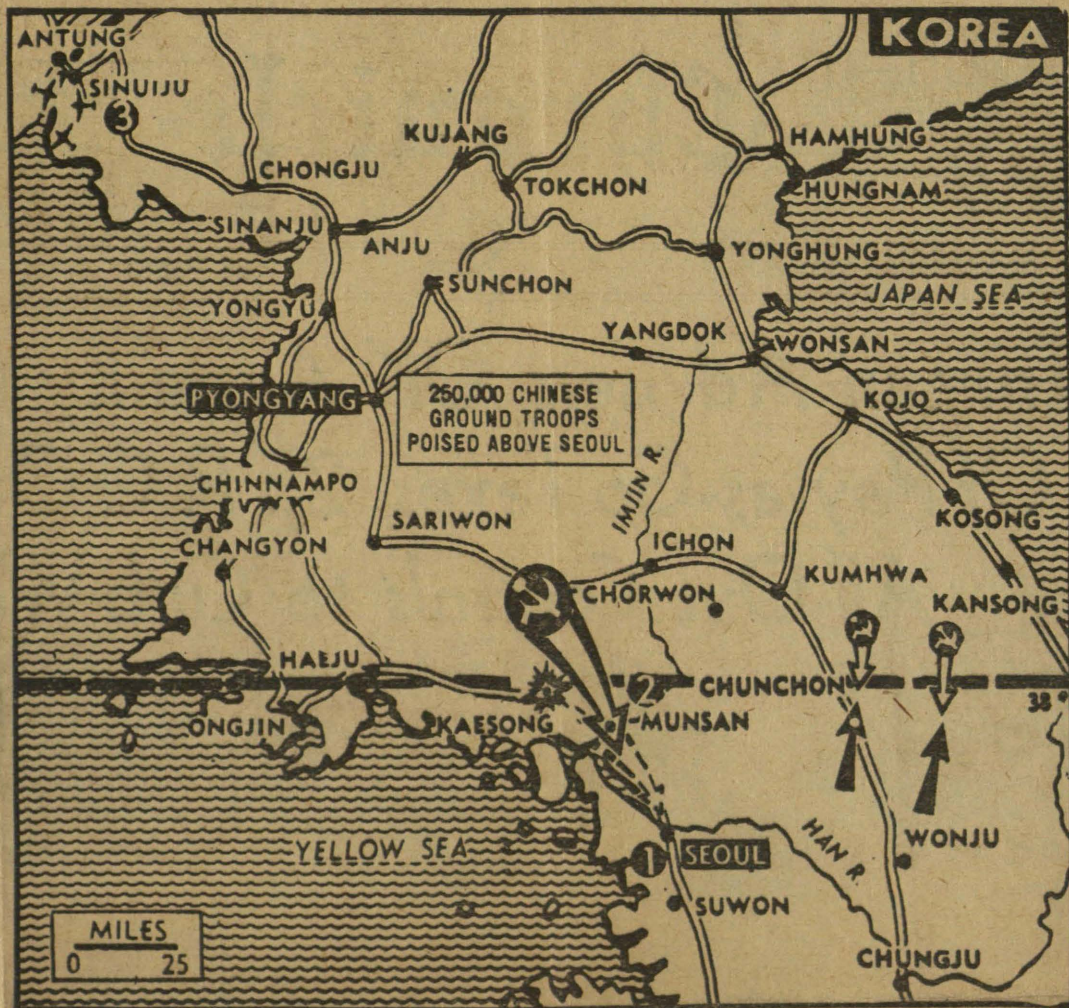 KOREA
ANTUNG
SINUIJU
3
KUJANG
HAMHUNG
CHONGJU
TOKCHON
HUNGNAM
SINANJU
ANJU
YONGHUNG
SUNCHON
JAPAN SEA
YONGYU
YANGDOK
WONSAN
PYONGYANG
250,000 CHINESE
GROUND TROOPS
POISED ABOVE SEOUL
KOJO
IMJIN R.
CHINNAMPO
SARIWON
KOSONG
CHANGYON
ICHON
KUMHWA
CHORWON
KANSONG
HAEJU
2
CHUNCHON
38°
ONGJIN
KAESONG
MUNSAN
YELLOW SEA
HAN R.
WONJU
1
SEOUL
SUWON
MILES
0 25
CHUNGJU